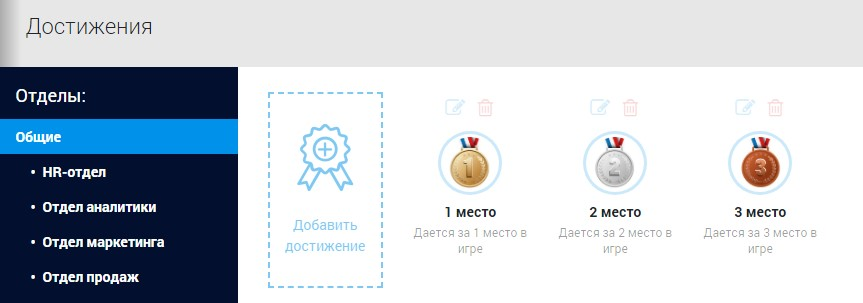 Достижения
Отделы:
Общие
• HR-отдел
• Отдел аналитики
• Отдел маркетинга
• Отдел продаж
Добавить
достижение
1
1 место
Дается за 1 место в
игре
2
2 место
Дается за 2 место в
игре
3
3 место
Дается за 3 место в
игре